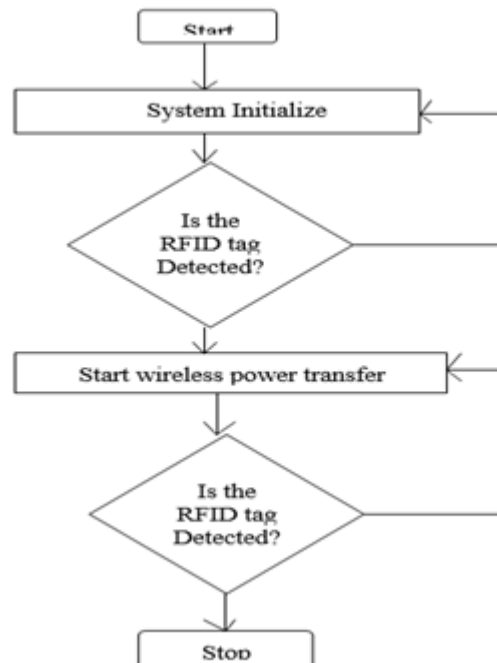 Start
System Initialize
Is the
RFID tag
Detected?
Start wireless power transfer
Is the
RFID tag
Detected?
Stop